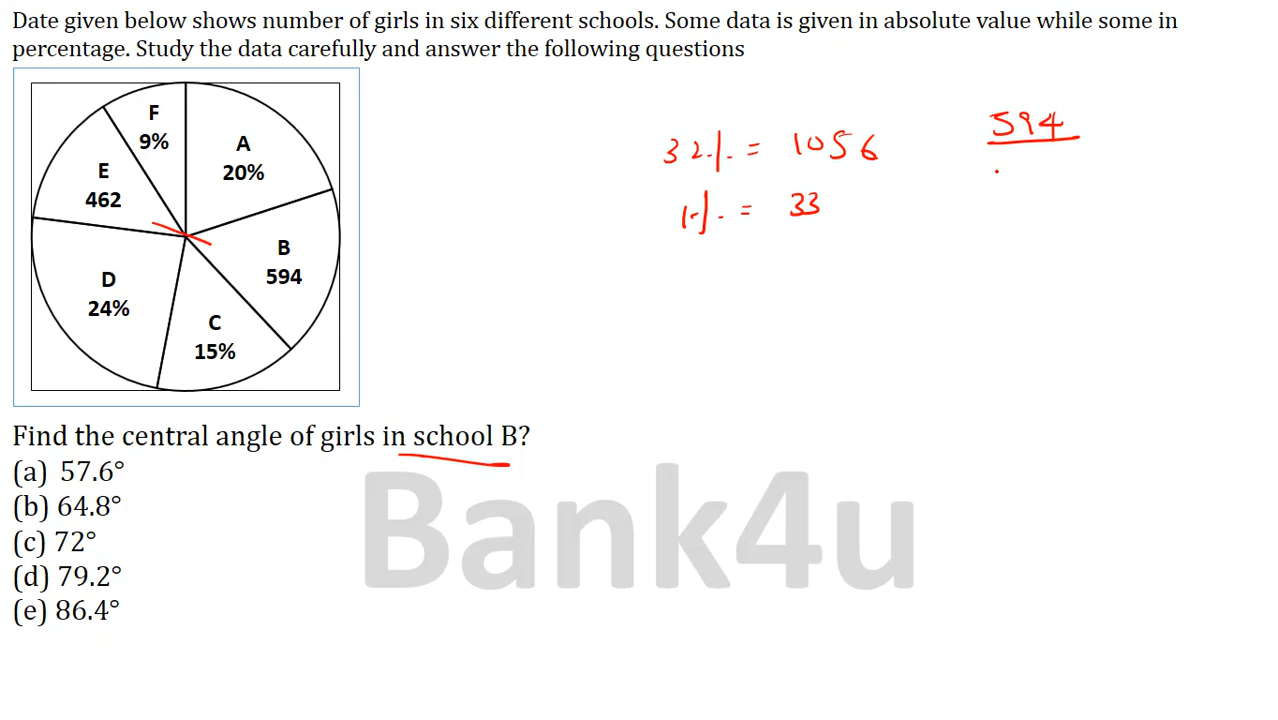 Date given below shows number of girls in six different schools. Some data is given in absolute value while some in
percentage. Study the data carefully and answer the following questions
F
9%
A
20%
E
462
B
594
D
24%
C
15%
32% = 1056
1% = 33
594
Find the central angle of girls in school B?
(a) 57.6°
(b) 64.8°
(c) 72°
(d) 79.2°
(e) 86.4°
Bank4u